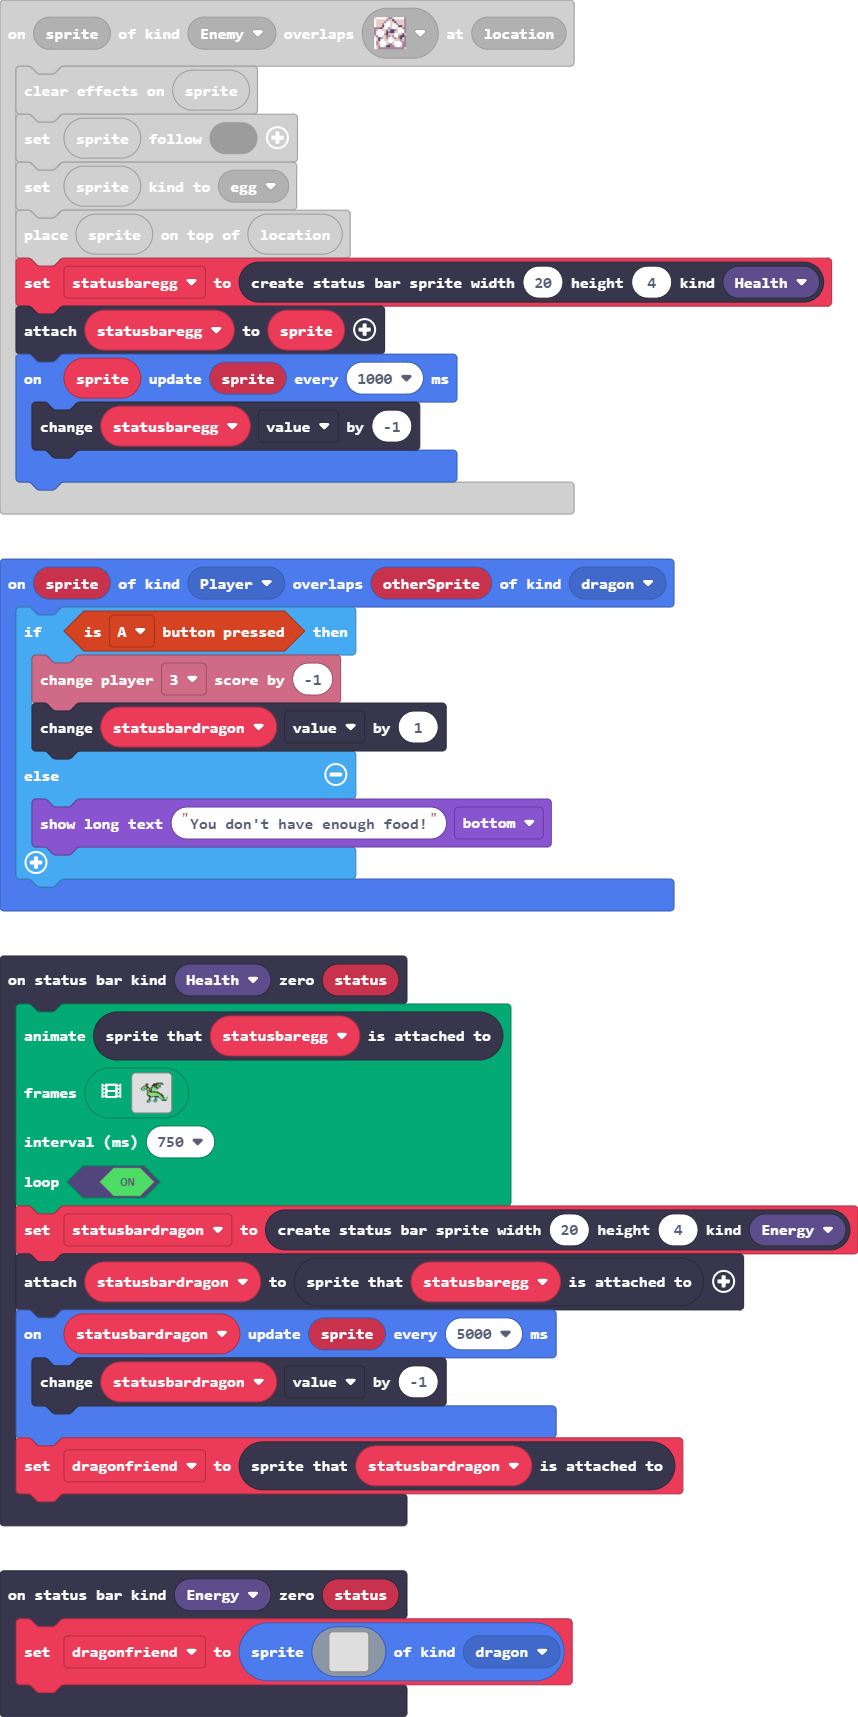 on sprite of kind Enemy overlaps at location
clear effects on sprite
set sprite follow
set sprite kind to egg
place sprite on top of location
set statusbaregg to create status bar sprite width 20 height 4 kind Health
attach statusbaregg to sprite
on sprite update sprite every 1000 ms
change statusbaregg value by -1
on sprite of kind Player overlaps otherSprite of kind dragon
if is A button pressed then
change player 3 score by -1
change statusbardragon value by 1
else
show long text "You don't have enough food!" bottom
on status bar kind Health zero status
animate sprite that statusbaregg is attached to
frames
interval (ms) 750
loop ON
set statusbardragon to create status bar sprite width 20 height 4 kind Energy
attach statusbardragon to sprite that statusbaregg is attached to
on statusbardragon update sprite every 5000 ms
change statusbardragon value by -1
set dragonfriend to sprite that statusbardragon is attached to
on status bar kind Energy zero status
set dragonfriend to sprite of kind dragon